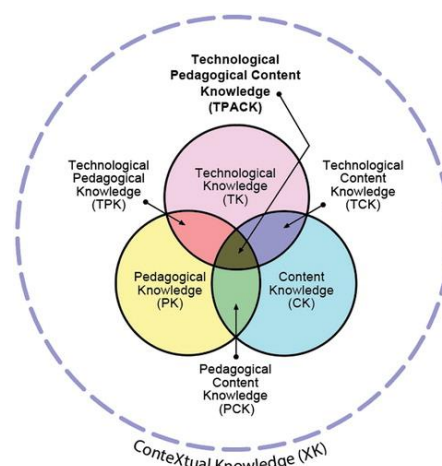 Technological
Pedagogical Content
Knowledge
(TPACK)
Technological
Pedagogical
Knowledge
(TPK)
Technological
Knowledge
(TK)
Technological
Content
Knowledge
(TCK)
Pedagogical
Knowledge
(PK)
Content
Knowledge
(CK)
Pedagogical
Content
Knowledge
(PCK)
ConteXtual Knowledge (XK)